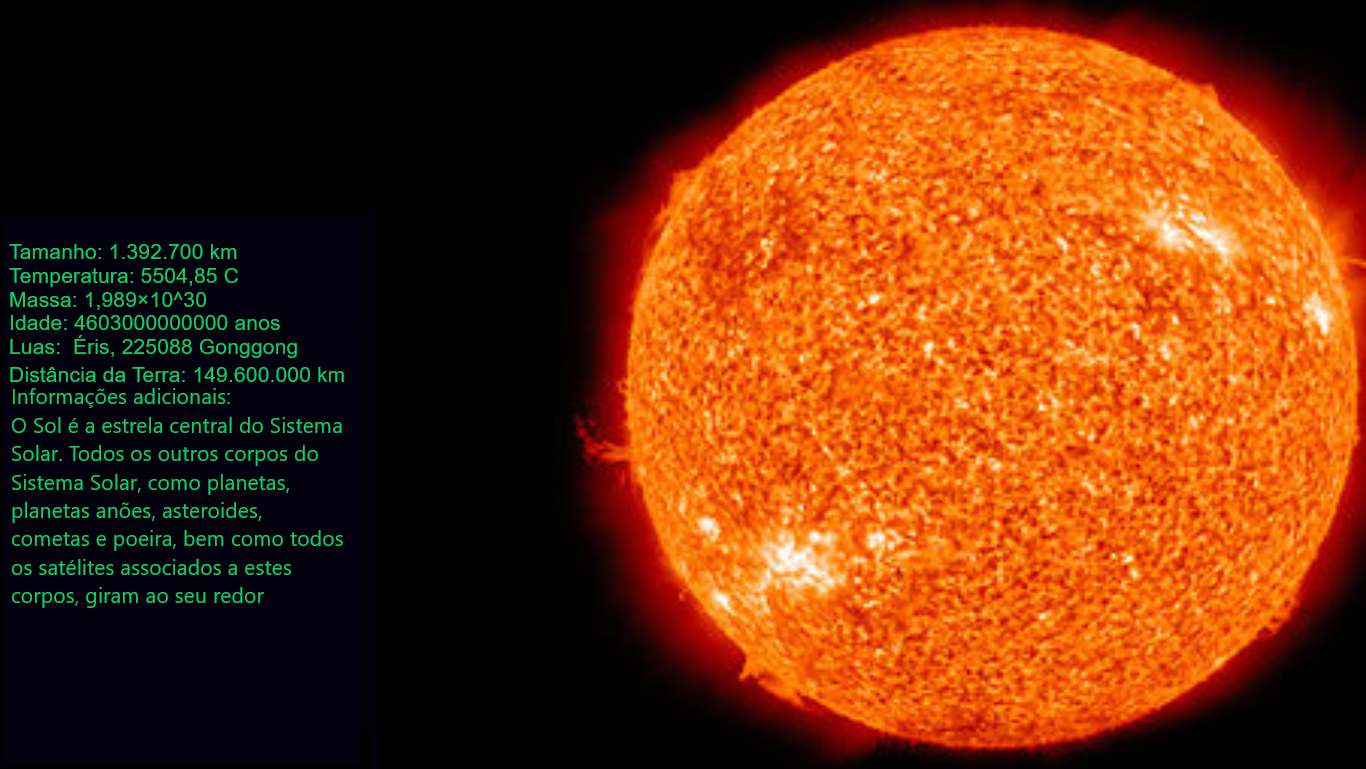 Tamanho: 1.392.700 km
Temperatura: 5504,85 C
Massa: 1,989×10^30
Idade: 4603000000000 anos
Luas:  Éris, 225088 Gonggong
Distância da Terra: 149.600.000 km
Informações adicionais:
O Sol é a estrela central do Sistema
Solar. Todos os outros corpos do
Sistema Solar, como planetas,
planetas anões, asteroides,
cometas e poeira, bem como todos
os satélites associados a estes
corpos, giram ao seu redor